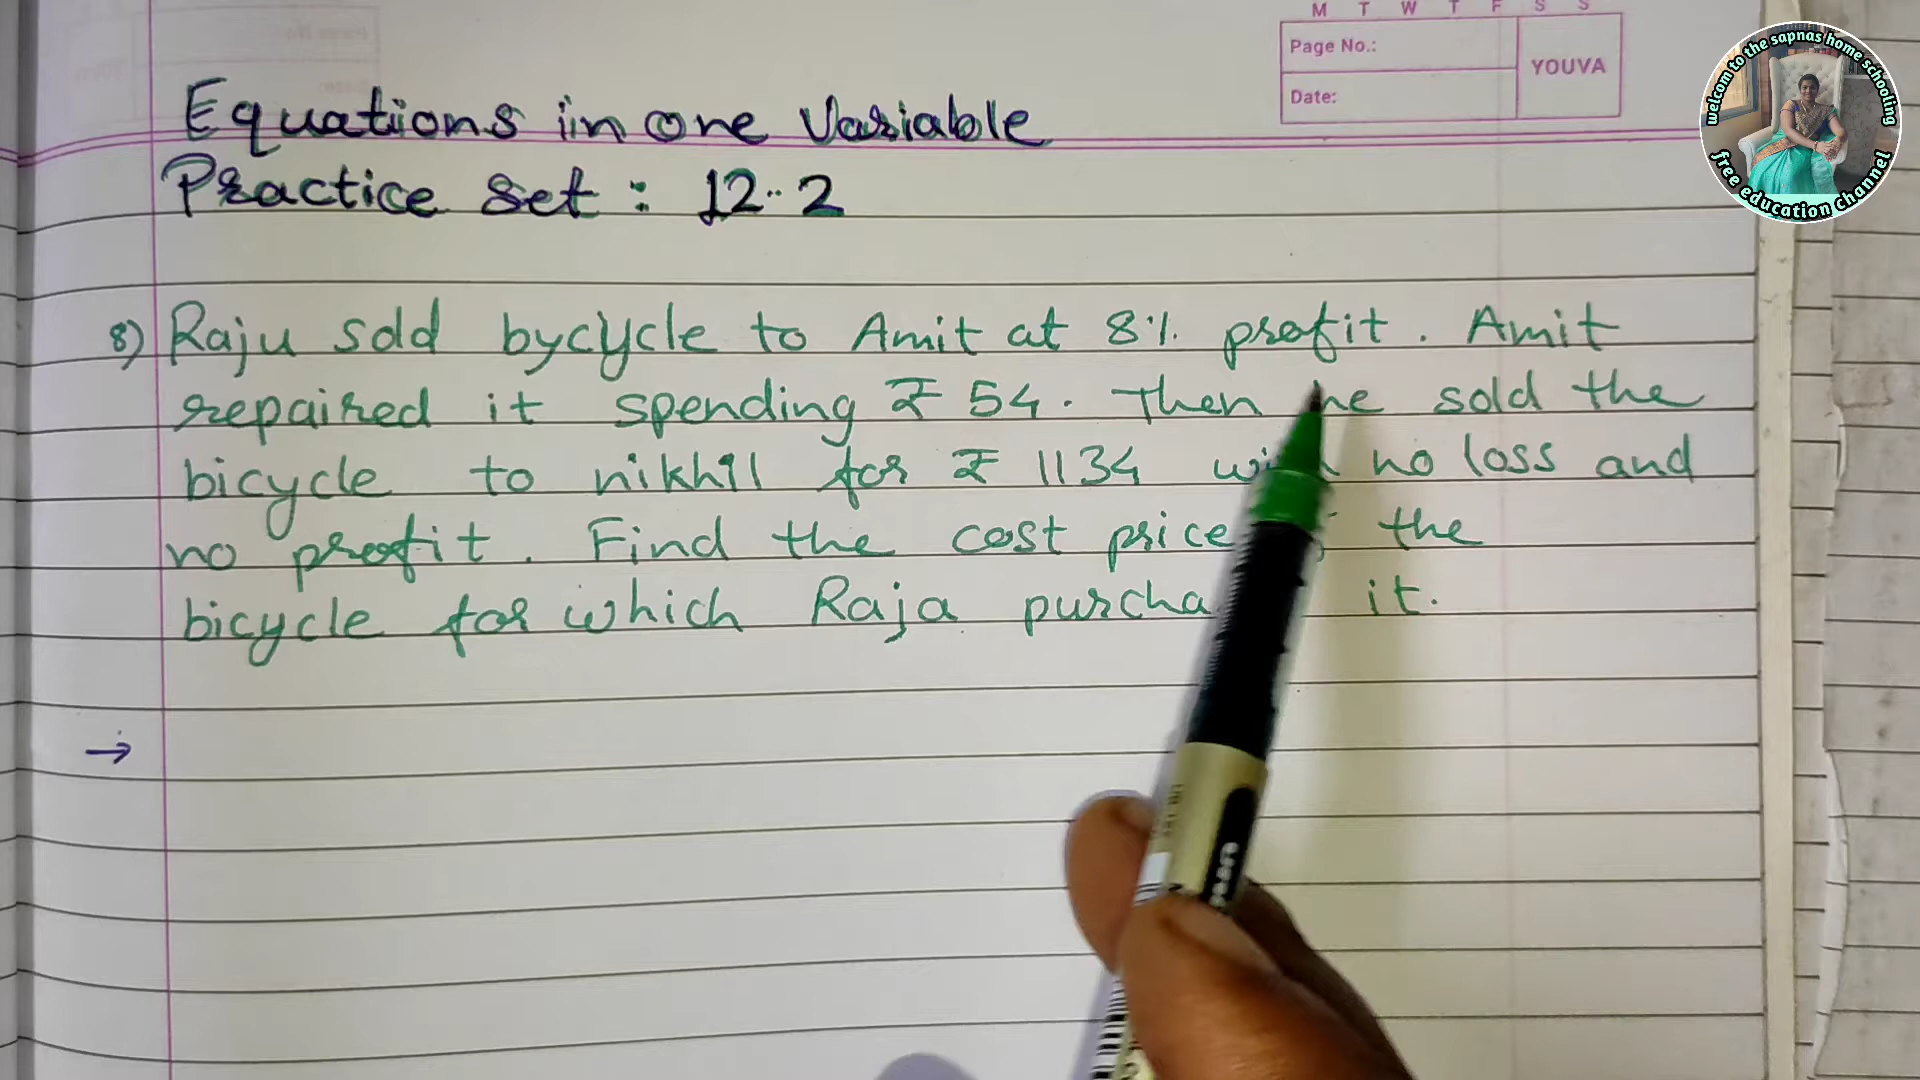 M T W T F S S
Page No.:
YOUVA
Date:
welcom to the sapnas home schooling
free education channel
Equations in one Variable
Practice set : 12.2
8) Raju sold bycycle to Amit at 8% profit. Amit
repaired it spending ₹ 54. Then he sold the
bicycle to nikhil for ₹ 1134 with no loss and
no profit. Find the cost price the
bicycle for which Raja it.
→